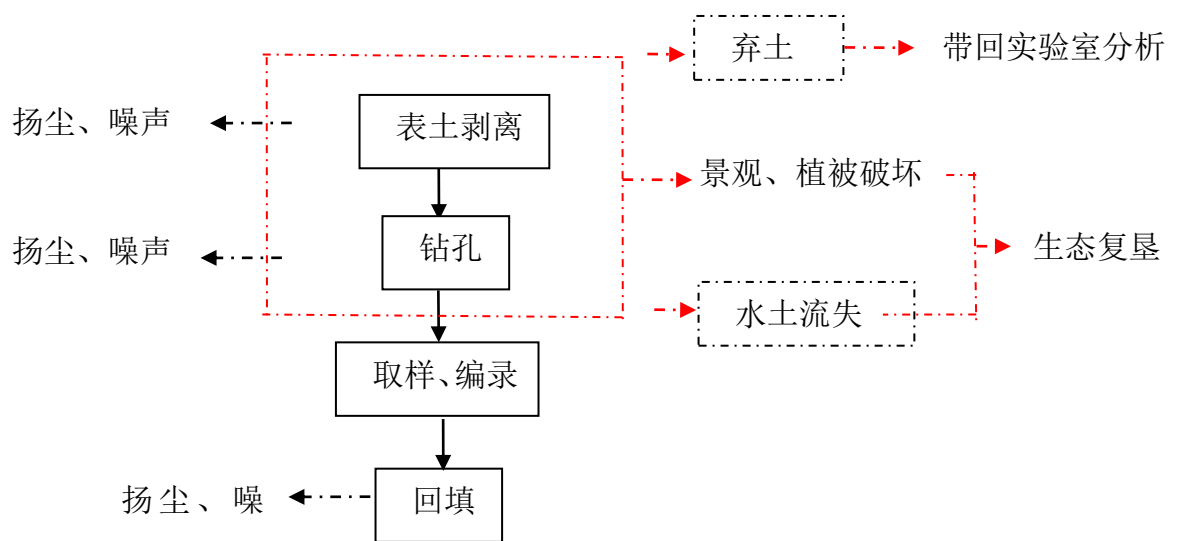 弃土
带回实验室分析
扬尘、噪声
表土剥离
景观、植被破坏
扬尘、噪声
钻孔
生态复垦
水土流失
取样、编录
扬尘、噪
回填